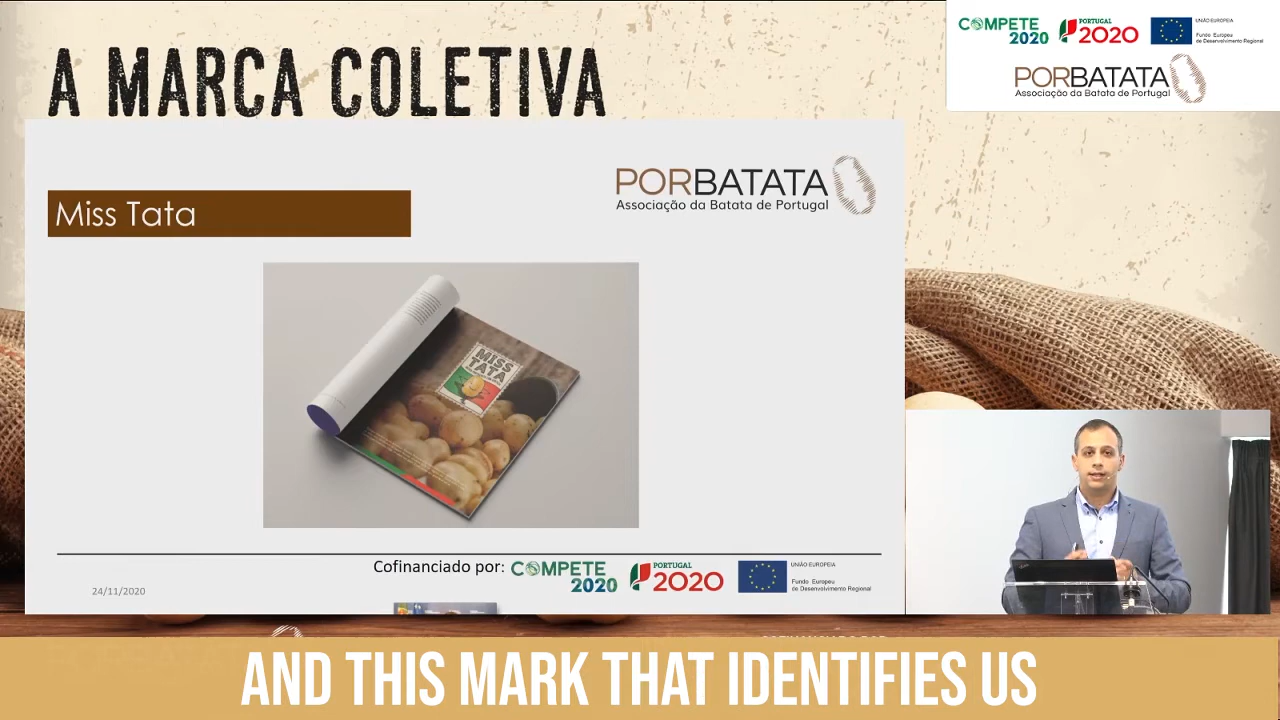 A MARCA COLETIVA
COMPETE
2020
PORTUGAL
2020
UNIÃO EUROPEIA
Fundo Europeu
de Desenvolvimento Regional
PORBATATA
Associação da Batata de Portugal
PORBATATA
Associação da Batata de Portugal
Miss Tata
MISS
TATA
Cofinanciado por:
COMPETE
2020
PORTUGAL
2020
UNIÃO EUROPEIA
Fundo Europeu
de Desenvolvimento Regional
24/11/2020
AND THIS MARK THAT IDENTIFIES US